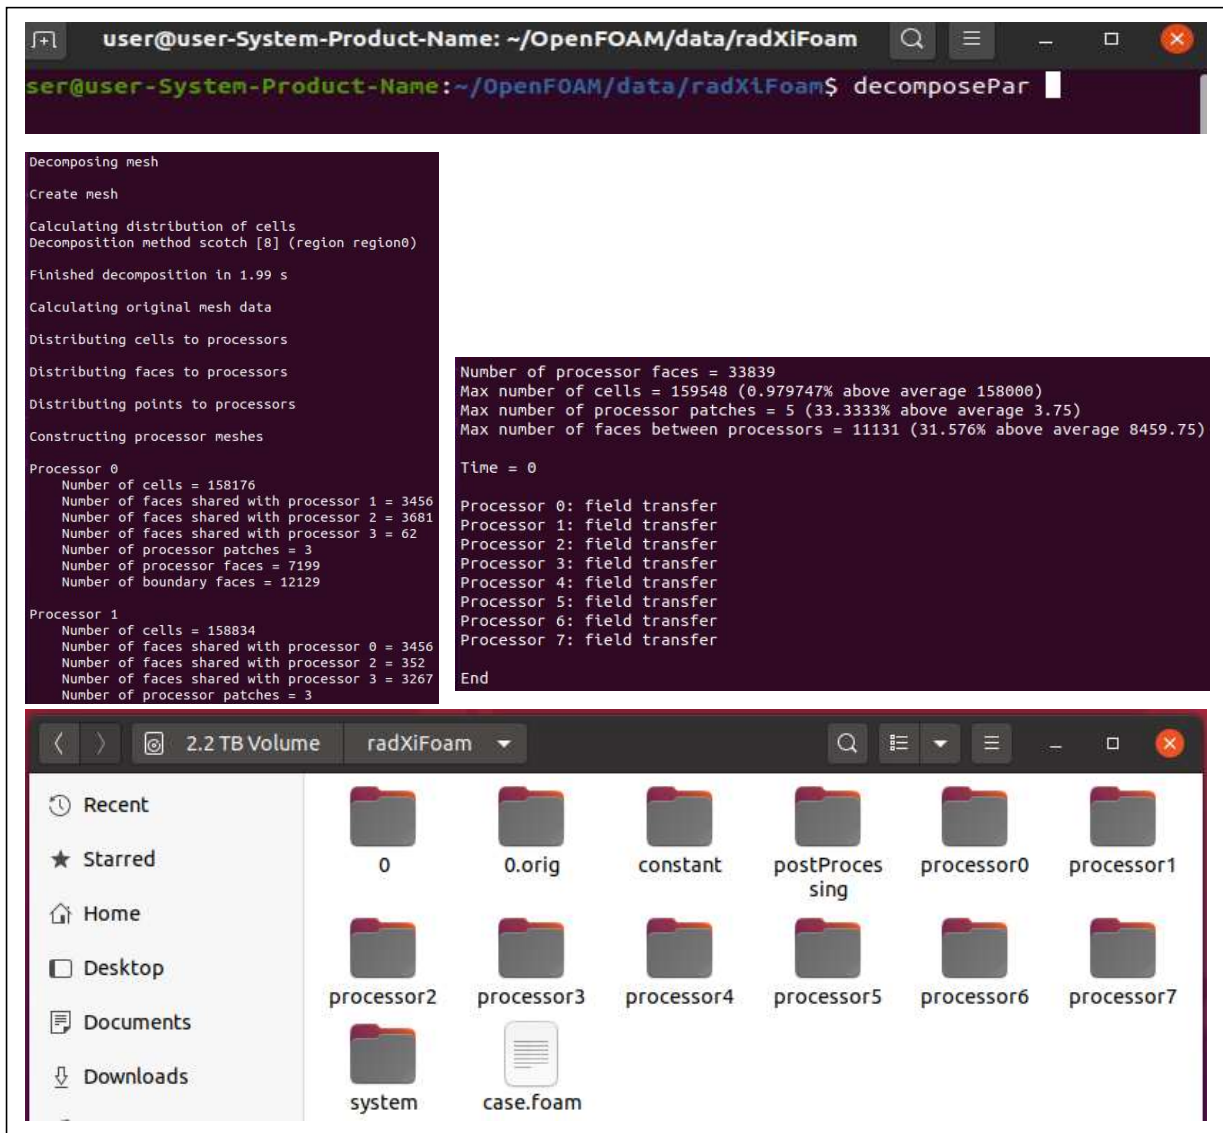 user@user-System-Product-Name: ~/OpenFOAM/data/radXiFoam
ser@user-System-Product-Name:~/OpenFOAM/data/radXiFoam$ decomposePar
Decomposing mesh
Create mesh
Calculating distribution of cells
Decomposition method scotch [8] (region region0)
Finished decomposition in 1.99 s
Calculating original mesh data
Distributing cells to processors
Distributing faces to processors
Distributing points to processors
Constructing processor meshes
Processor 0
Number of cells = 158176
Number of faces shared with processor 1 = 3456
Number of faces shared with processor 2 = 3681
Number of faces shared with processor 3 = 62
Number of processor patches = 3
Number of processor faces = 7199
Number of boundary faces = 12129
Processor 1
Number of cells = 158834
Number of faces shared with processor 0 = 3456
Number of faces shared with processor 2 = 352
Number of faces shared with processor 3 = 3267
Number of processor patches = 3
Number of processor faces = 33839
Max number of cells = 159548 (0.979747% above average 158000)
Max number of processor patches = 5 (33.3333% above average 3.75)
Max number of faces between processors = 11131 (31.576% above average 8459.75)
Time = 0
Processor 0: field transfer
Processor 1: field transfer
Processor 2: field transfer
Processor 3: field transfer
Processor 4: field transfer
Processor 5: field transfer
Processor 6: field transfer
Processor 7: field transfer
End
2.2 TB Volume radXiFoam
Recent
Starred
Home
Desktop
Documents
Downloads
0 0.orig constant postProces processor0 processor1
sing
processor2 processor3 processor4 processor5 processor6 processor7
system case.foam